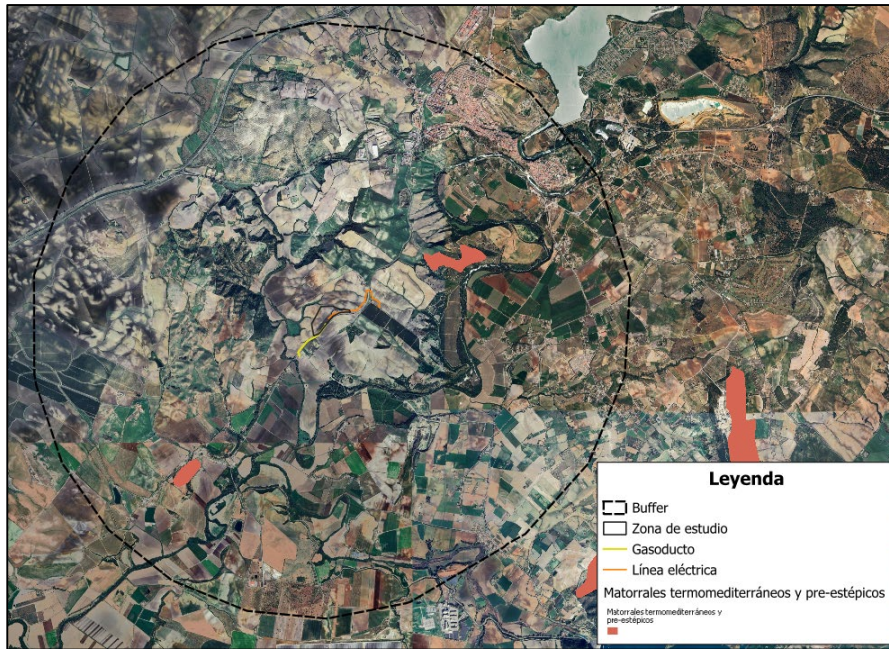 Leyenda
Buffer
Zona de estudio
Gasoducto
Línea eléctrica
Matorrales termomediterráneos y pre-estépicos
Matorrales termomediterráneos y
pre-estépicos